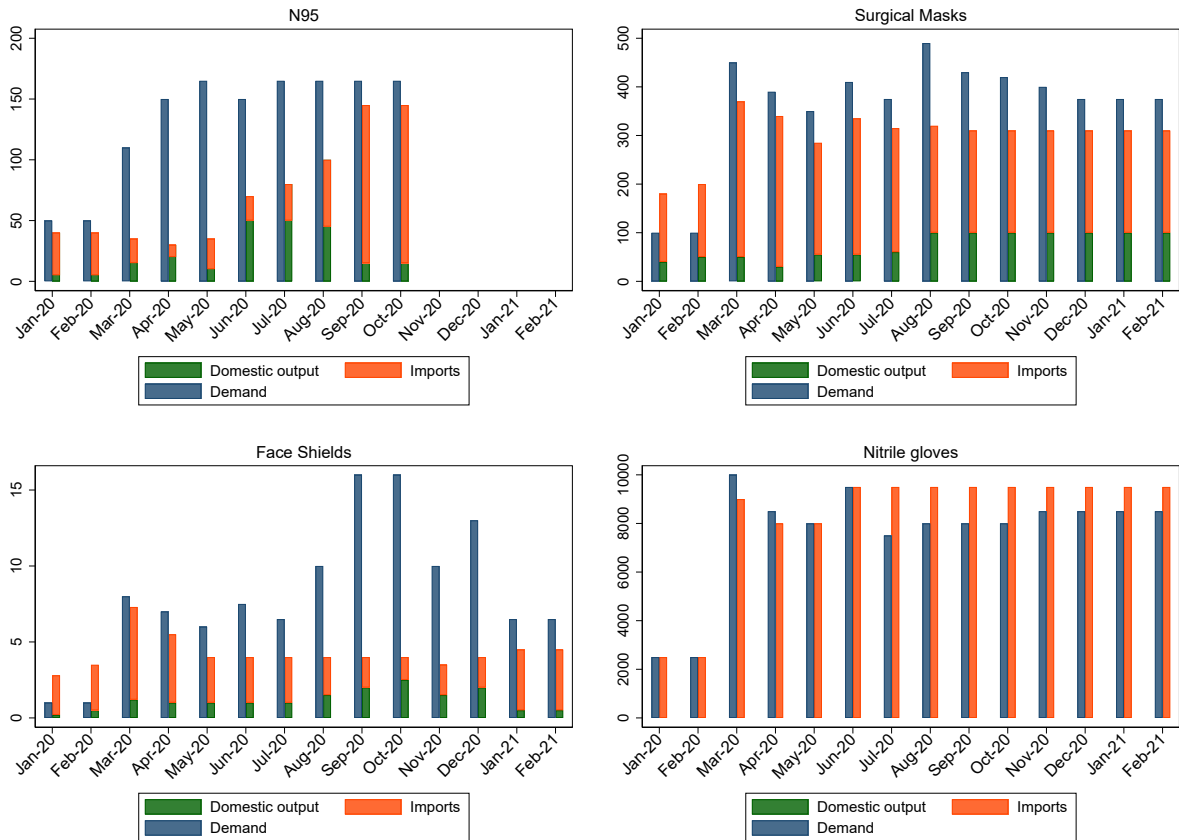 N95
200
150
100
50
0
Jan-20 Feb-20 Mar-20 Apr-20 May-20 Jun-20 Jul-20 Aug-20 Sep-20 Oct-20 Nov-20 Dec-20 Jan-21 Feb-21
Domestic output Imports
Demand
Surgical Masks
500
400
300
200
100
0
Jan-20 Feb-20 Mar-20 Apr-20 May-20 Jun-20 Jul-20 Aug-20 Sep-20 Oct-20 Nov-20 Dec-20 Jan-21 Feb-21
Domestic output Imports
Demand
Face Shields
15
10
5
0
Jan-20 Feb-20 Mar-20 Apr-20 May-20 Jun-20 Jul-20 Aug-20 Sep-20 Oct-20 Nov-20 Dec-20 Jan-21 Feb-21
Domestic output Imports
Demand
Nitrile gloves
10000
8000
6000
4000
2000
0
Jan-20 Feb-20 Mar-20 Apr-20 May-20 Jun-20 Jul-20 Aug-20 Sep-20 Oct-20 Nov-20 Dec-20 Jan-21 Feb-21
Domestic output Imports
Demand